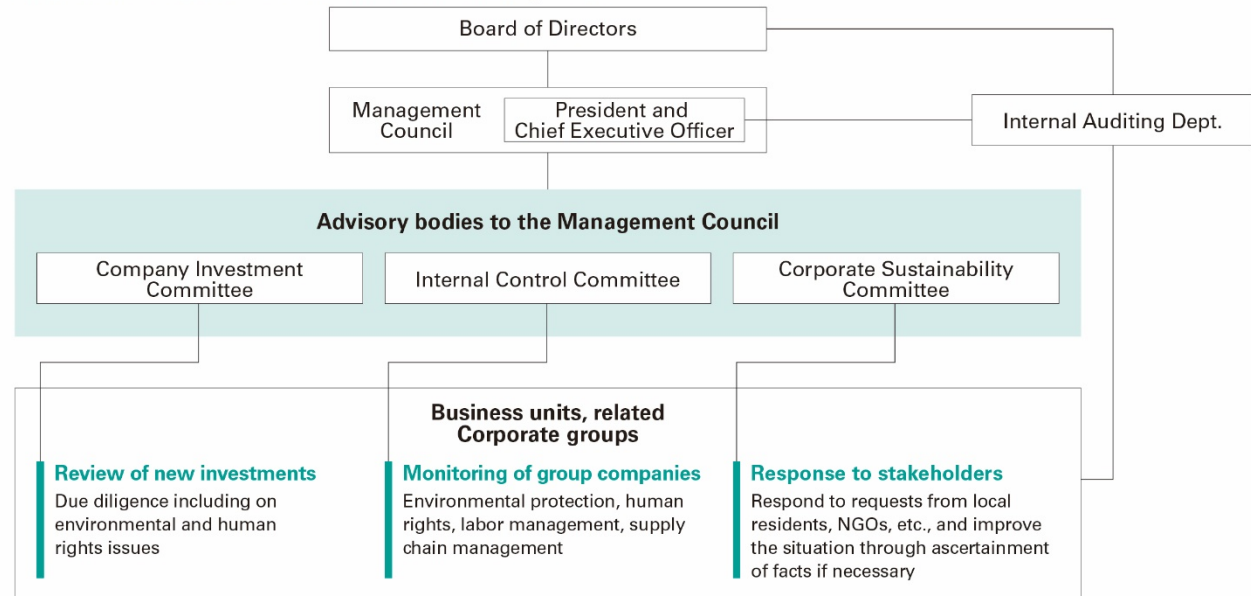 Board of Directors
Management
Council
President and
Chief Executive Officer
Internal Auditing Dept.
Advisory bodies to the Management Council
Company Investment
Committee
Internal Control Committee
Corporate Sustainability
Committee
Business units, related
Corporate groups
Review of new investments
Due diligence including on
environmental and human
rights issues
Monitoring of group companies
Environmental protection, human
rights, labor management, supply
chain management
Response to stakeholders
Respond to requests from local
residents, NGOs, etc., and improve
the situation through ascertainment
of facts if necessary